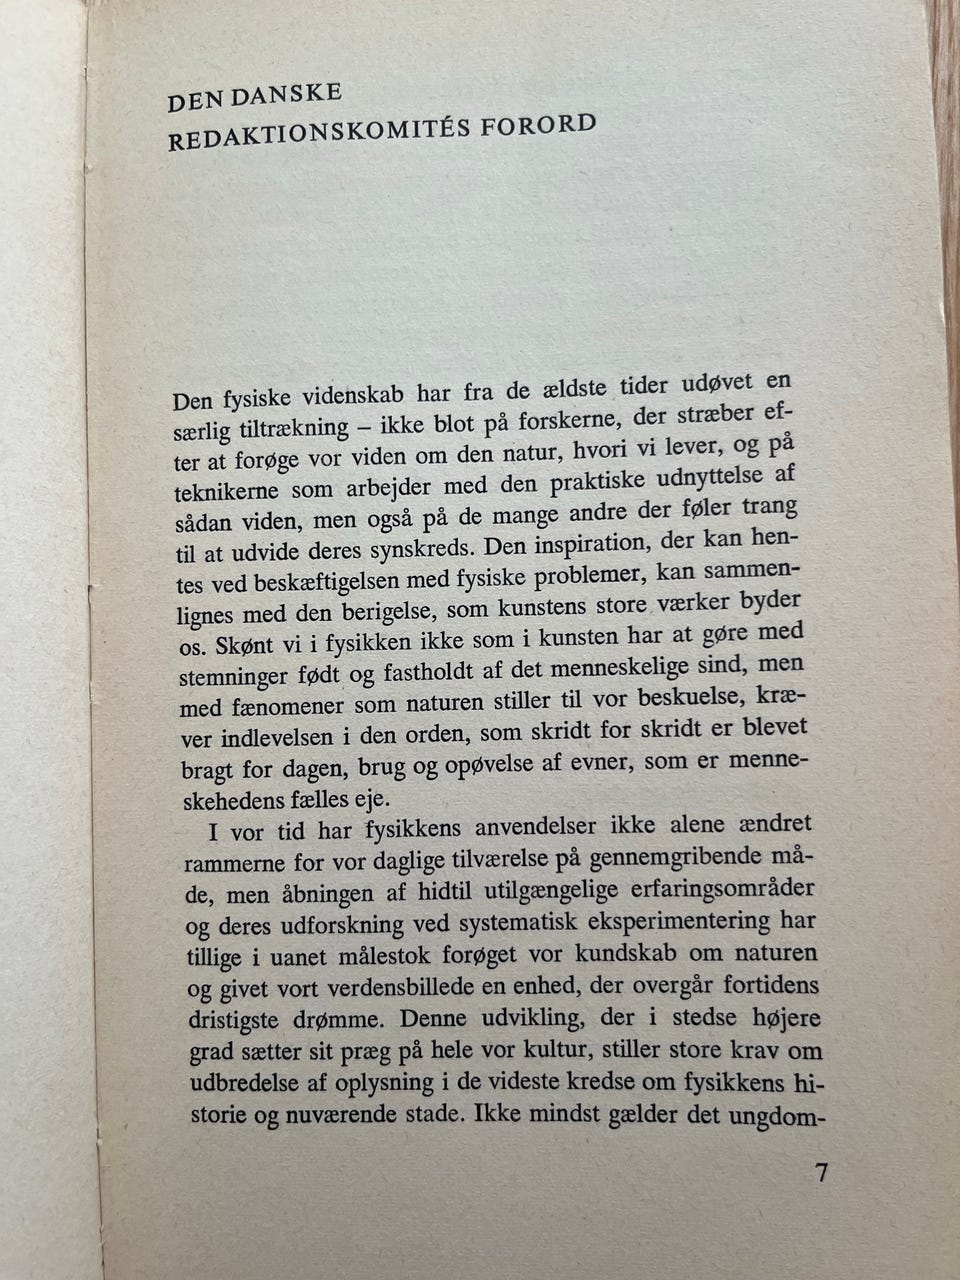 DEN DANSKE
REDAKTIONSKOMITÉS FORORD
Den fysiske videnskab har fra de ældste tider udøvet en
særlig tiltrækning – ikke blot på forskerne, der stræber ef-
ter at forøge vor viden om den natur, hvori vi lever, og på
teknikerne som arbejder med den praktiske udnyttelse af
sådan viden, men også på de mange andre der føler trang
til at udvide deres synskreds. Den inspiration, der kan hen-
tes ved beskæftigelsen med fysiske problemer, kan sammen-
lignes med den berigelse, som kunstens store værker byder
os. Skønt vi i fysikken ikke som i kunsten har at gøre med
stemninger født og fastholdt af det menneskelige sind, men
med fænomener som naturen stiller til vor beskuelse, kræ-
ver indlevelsen i den orden, som skridt for skridt er blevet
bragt for dagen, brug og opøvelse af evner, som er menne-
skehedens fælles eje.
I vor tid har fysikkens anvendelser ikke alene ændret
rammerne for vor daglige tilværelse på gennemgribende må-
de, men åbningen af hidtil utilgængelige erfaringsområder
og deres udforskning ved systematisk eksperimentering har
tillige i uanet målestok forøget vor kundskab om naturen
og givet vort verdensbillede en enhed, der overgår fortidens
dristigste drømme. Denne udvikling, der i stedse højere
grad sætter sit præg på hele vor kultur, stiller store krav om
udbredelse af oplysning i de videste kredse om fysikkens hi-
storie og nuværende stade. Ikke mindst gælder det ungdom-
7